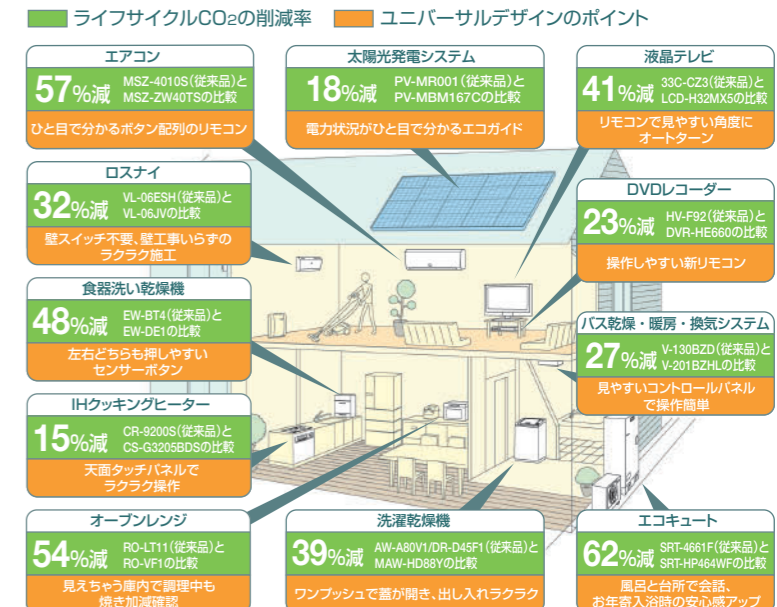 ライフサイクルCO2の削減率
ユニバーサルデザインのポイント
エアコン
57%減
MSZ-4010S(従来品)と
MSZ-ZW40TSの比較
ひと目で分かるボタン配列のリモコン
太陽光発電システム
18%減
PV-MR001(従来品)と
PV-MBM167Cの比較
電力状況がひと目で分かるエコガイド
液晶テレビ
41%減
33C-CZ3(従来品)と
LCD-H32MX5の比較
リモコンで見やすい角度に
オートターン
ロスナイ
32%減
VL-06ESH(従来品)と
VL-06JVの比較
壁スイッチ不要、壁工事いらずの
ラクラク施工
DVDレコーダー
23%減
HV-F92(従来品)と
DVR-HE660の比較
操作しやすい新リモコン
食器洗い乾燥機
48%減
EW-BT4(従来品)と
EW-DE1の比較
左右どちらも押しやすい
センサーボタン
バス乾燥・暖房・換気システム
27%減
V-130BZD(従来品)と
V-201BZHLの比較
見やすいコントロールパネル
で操作簡単
IHクッキングヒーター
15%減
CR-9200S(従来品)と
CS-G3205BDSの比較
天面タッチパネルで
ラクラク操作
オーブンレンジ
54%減
RO-LT11(従来品)と
RO-VF1の比較
見えちゃう庫内で調理中も
焼き加減確認
洗濯乾燥機
39%減
AW-A80V1/DR-D45F1(従来品)と
MAW-HD88Yの比較
ワンプッシュで蓋が開き、出し入れラクラク
エコキュート
62%減
SRT-4661F(従来品)と
SRT-HP464WFの比較
風呂と台所で会話、
お年寄入浴時の安心感アップ